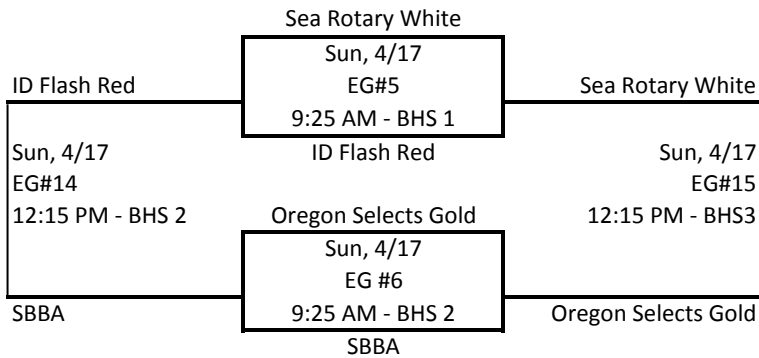 Sea Rotary White
Sun, 4/17
ID Flash Red EG#5 Sea Rotary White
9:25 AM - BHS 1
Sun, 4/17 ID Flash Red Sun, 4/17
EG#14 EG#15
12:15 PM - BHS 2 Oregon Selects Gold 12:15 PM - BHS3
Sun, 4/17
EG #6
SBBA 9:25 AM - BHS 2 Oregon Selects Gold
SBBA